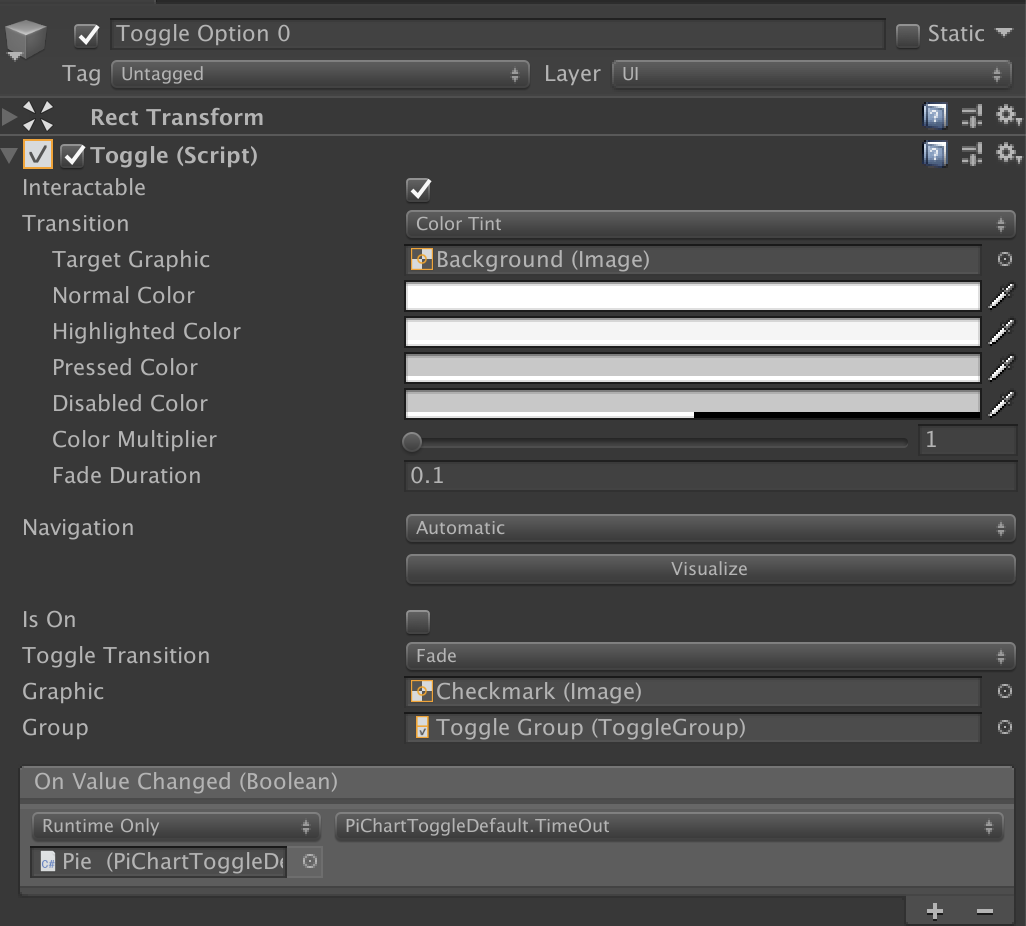 Toggle Option 0
Static
Tag Untagged Layer UI
Rect Transform
Toggle (Script)
Interactable
Transition Color Tint
Target Graphic Background (Image)
Normal Color
Highlighted Color
Pressed Color
Disabled Color
Color Multiplier 1
Fade Duration 0.1
Navigation Automatic
Visualize
Is On
Toggle Transition Fade
Graphic Checkmark (Image)
Group Toggle Group (ToggleGroup)
On Value Changed (Boolean)
Runtime Only PiChartToggleDefault.TimeOut
C# Pie (PiChartToggleDe